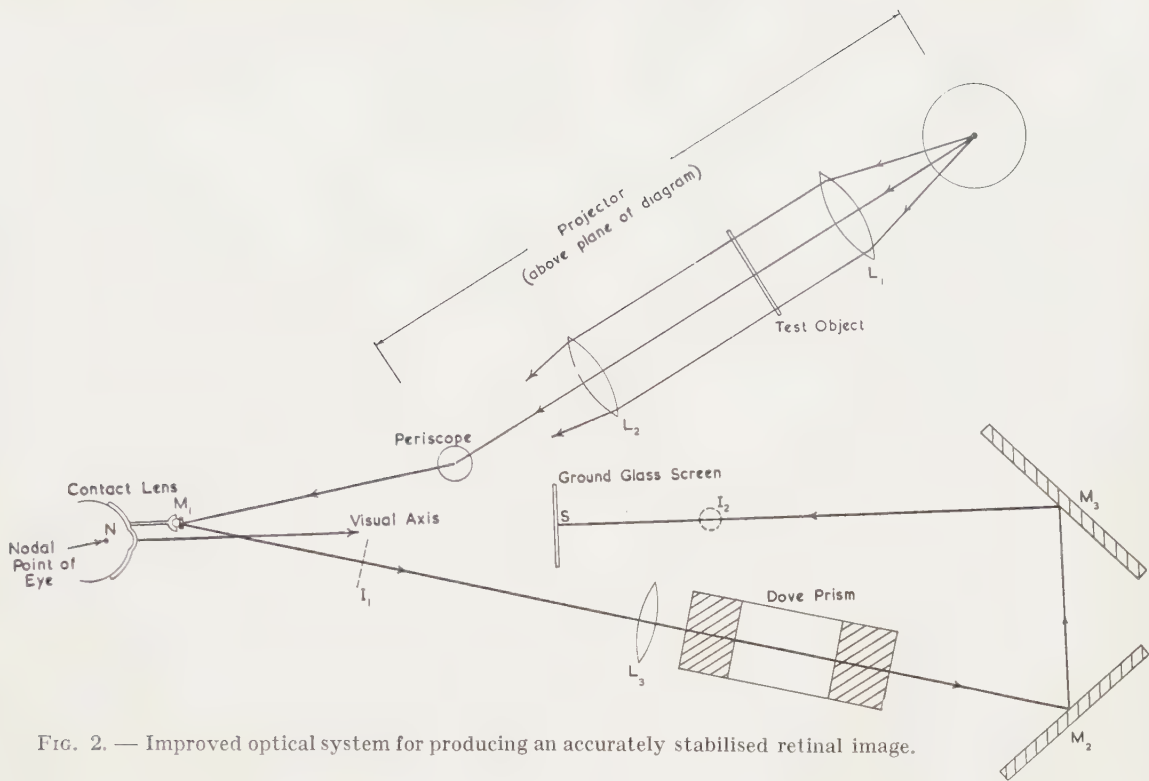 Projector
(above plane of diagram)
L₁
Test Object
L₂
Periscope
Ground Glass Screen
Contact Lens
M₁
S
I₂
M₃
N
Visual Axis
Nodal
Point of
Eye
I₁
Dove Prism
L₃
M₂
FIG. 2. — Improved optical system for producing an accurately stabilised retinal image.